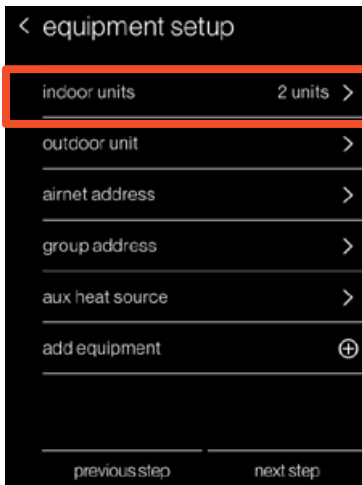 < equipment setup
indoor units 2 units >
outdoor unit >
airnet address >
group address >
aux heat source >
add equipment ⊕
previous step next step